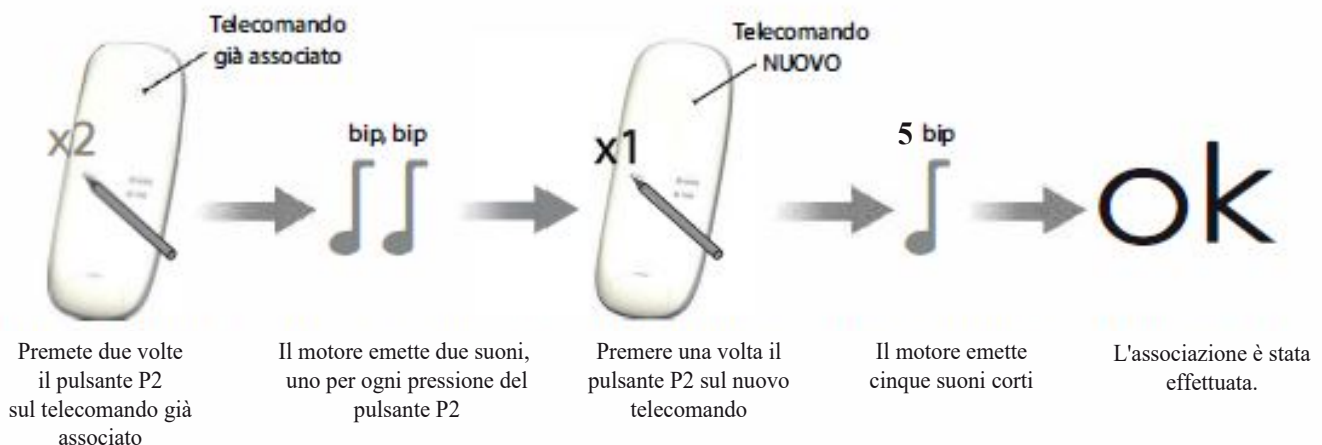 Telecomando
già associato
x2
bip, bip
Telecomando
NUOVO
x1
5 bip
ok
Premete due volte
il pulsante P2
sul telecomando già
associato
Il motore emette due suoni,
uno per ogni pressione del
pulsante P2
Premere una volta il
pulsante P2 sul nuovo
telecomando
Il motore emette
cinque suoni corti
L'associazione è stata
effettuata.